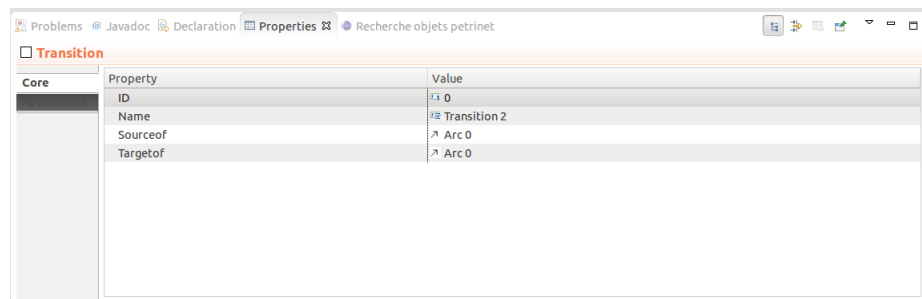 Problems @ Javadoc Declaration Properties Recherche objets petrinet
Transition
Core
Appearance
Property Value
ID 0
Name Transition 2
Sourceof Arc 0
Targetof Arc 0